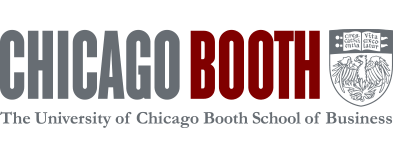 CHICAGO BOOTH
The University of Chicago Booth School of Business